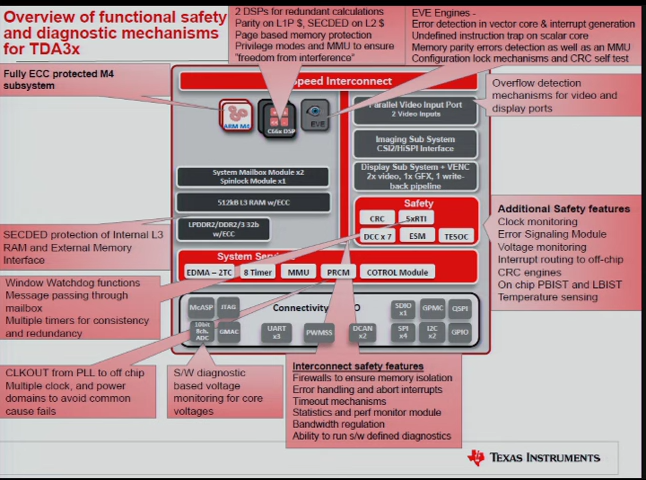 Overview of functional safety
and diagnostic mechanisms
for TDA3x
2 DSPs for redundant calculations
Parity on L1P $, SECDED on L2 $
Page based memory protection
Privilege modes and MMU to ensure
"freedom from interference"
EVE Engines -
Error detection in vector core & interrupt generation
Undefined instruction trap on scalar core
Memory parity errors detection as well as an MMU
Configuration lock mechanisms and CRC self test
Fully ECC protected M4
subsystem
Speed Interconnect
Overflow detection
mechanisms for video and
display ports
ARM M4
C66x DSP
EVE
Parallel Video Input Port
2 Video Inputs
Imaging Sub System
CSI2/HiSPI Interface
Display Sub System + VENC
2x video, 1x GFX, 1 write-
back pipeline
System Mailbox Module x2
Spinlock Module x1
512kB L3 RAM w/ECC
LPDDR2/DDR2/3 32b
w/ECC
Safety
CRC
5xRTI
DCC x 7
ESM
TESOC
Additional Safety features
Clock monitoring
Error Signaling Module
Voltage monitoring
Interrupt routing to off-chip
CRC engines
On chip PBIST and LBIST
Temperature sensing
SECDED protection of Internal L3
RAM and External Memory
Interface
System Servic
EDMA – 2TC
8 Timer
MMU
PRCM
COTROL Module
Window Watchdog functions
Message passing through
mailbox
Multiple timers for consistency
and redundancy
Connectivity
O
McASP
JTAG
10bit
8ch.
ADC
GMAC
UART
x3
PWMSS
DCAN
x2
SDIO
x1
GPMC
QSPI
SPI
x4
I2C
x2
GPIO
CLKOUT from PLL to off chip
Multiple clock, and power
domains to avoid common
cause fails
S/W diagnostic
based voltage
monitoring for core
voltages
Interconnect safety features
Firewalls to ensure memory isolation
Error handling and abort interrupts
Timeout mechanisms
Statistics and perf monitor module
Bandwidth regulation
Ability to run s/w defined diagnostics
TEXAS INSTRUMENTS